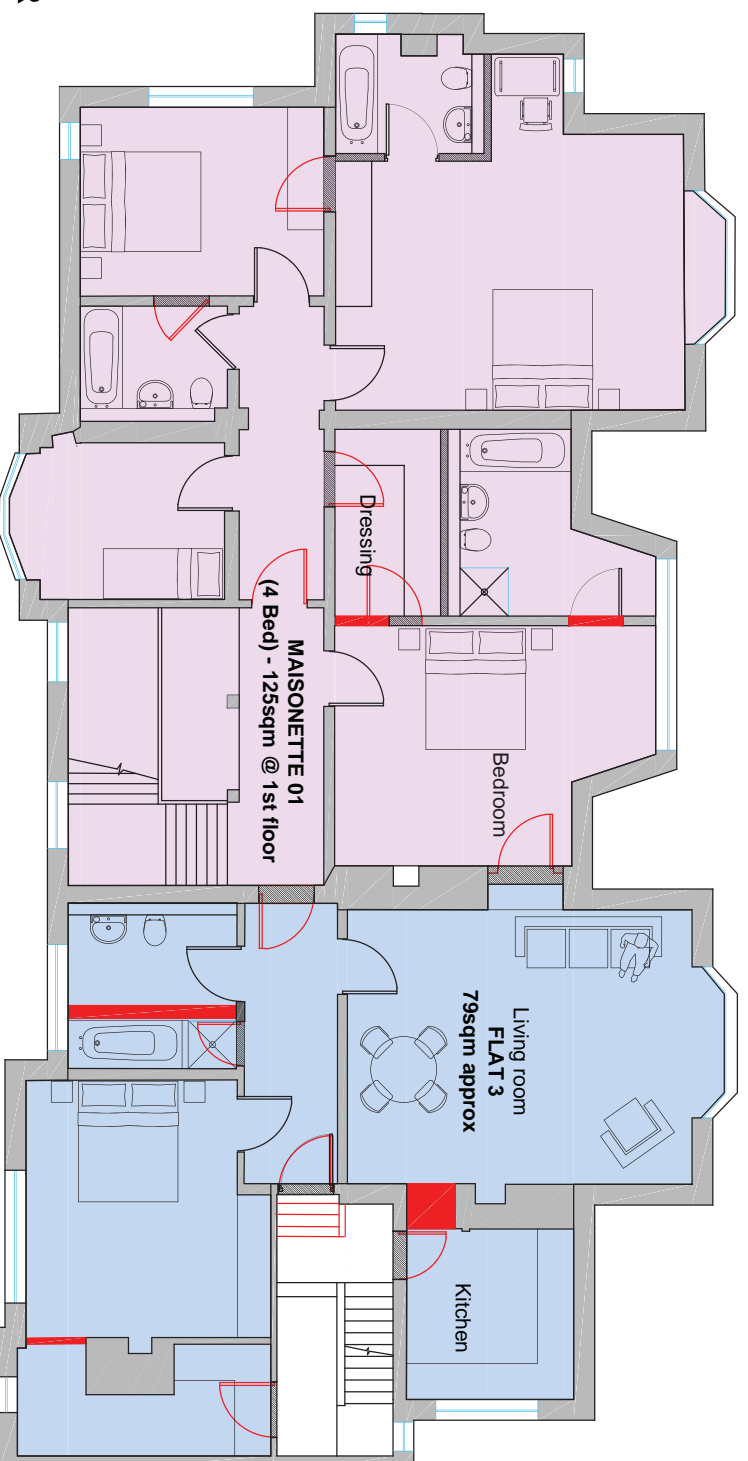 Dressing
MAISONETTE 01
(4 Bed) - 125sqm @ 1st floor
Bedroom
Living room
FLAT 3
79sqm approx
Kitchen